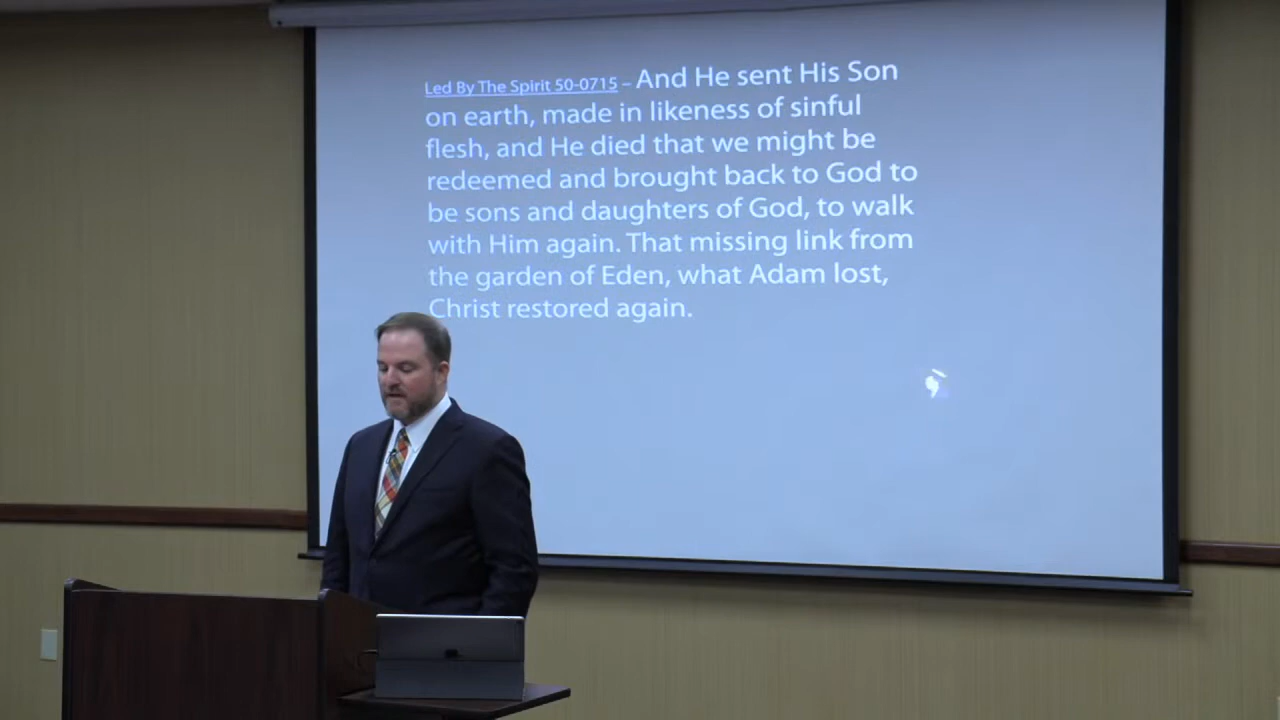 Led By The Spirit 50-0715 – And He sent His Son
on earth, made in likeness of sinful
flesh, and He died that we might be
redeemed and brought back to God to
be sons and daughters of God, to walk
with Him again. That missing link from
the garden of Eden, what Adam lost,
Christ restored again.